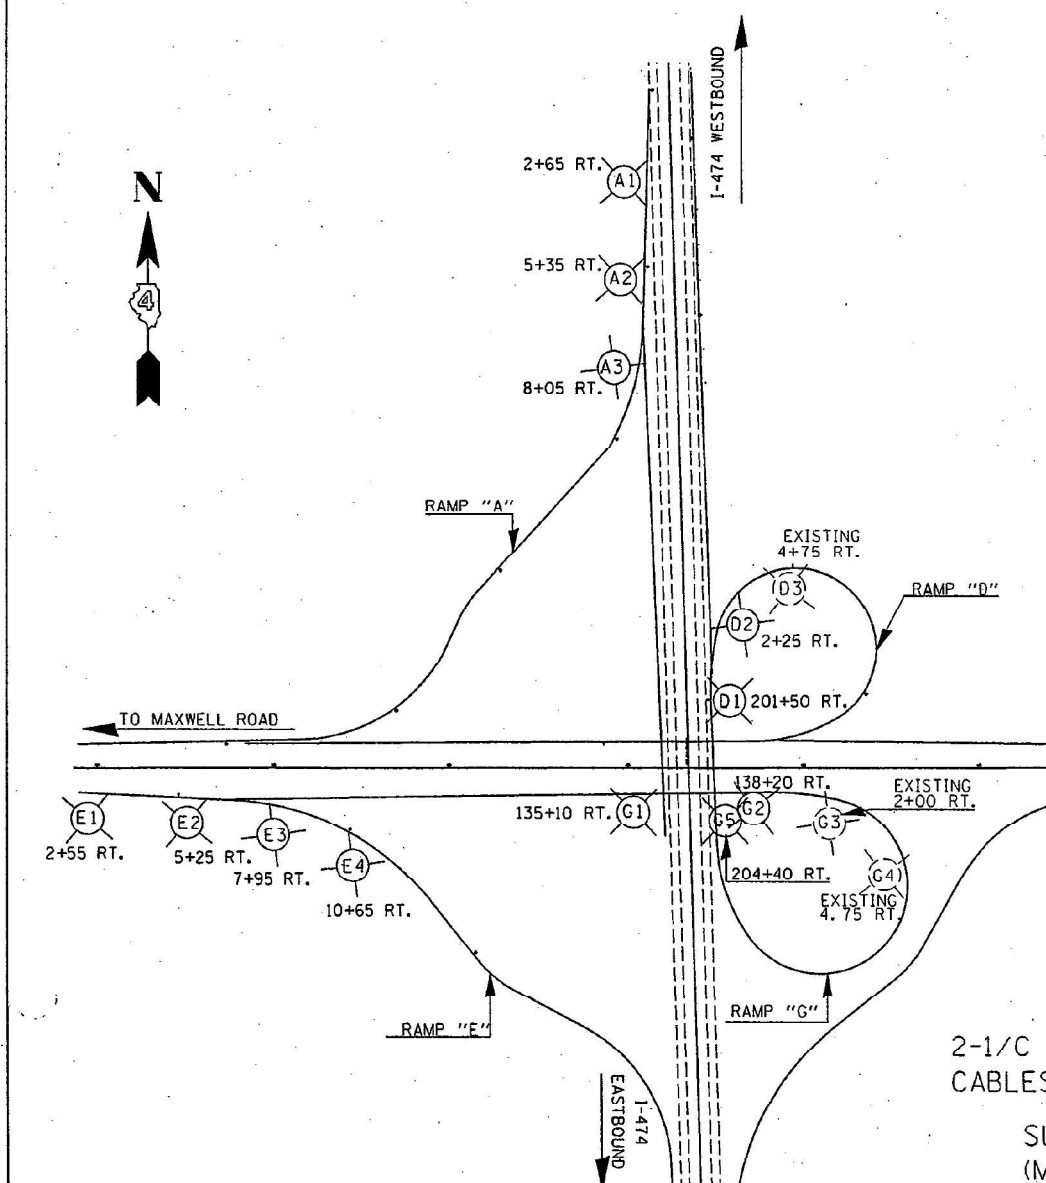 I-474 WESTBOUND
N
4
2+65 RT.
A1
5+35 RT.
A2
A3
8+05 RT.
RAMP "A"
EXISTING
4+75 RT.
D3
RAMP "D"
D2
2+25 RT.
D1 201+50 RT.
TO MAXWELL ROAD
138+20 RT.
EXISTING
2+00 RT.
135+10 RT.
G1
G5
G2
G3
E1
E2
E3
E4
2+55 RT.
5+25 RT.
7+95 RT.
10+65 RT.
204+40 RT.
G4
EXISTING
4.75 RT.
RAMP "G"
RAMP "E"
I-474
EASTBOUND
2-1/C
CABLES
SU
(M